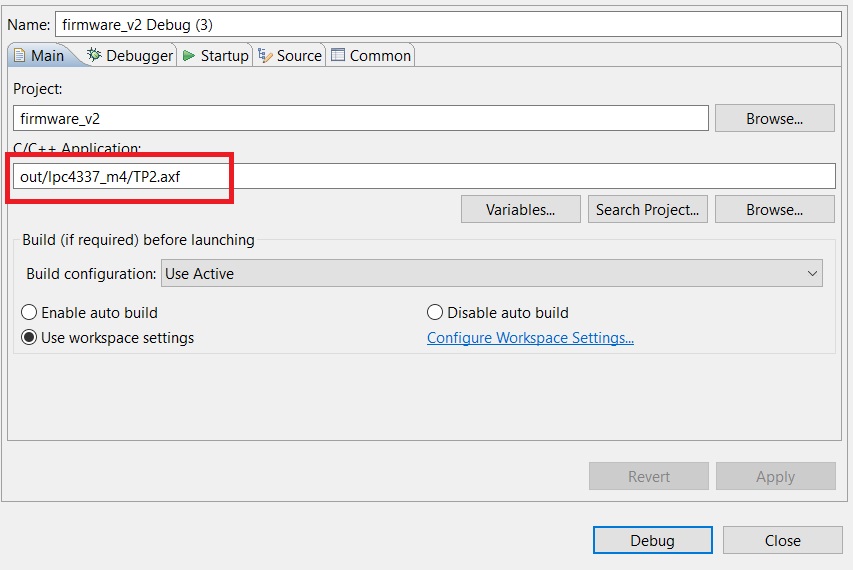 Name: firmware_v2 Debug (3)
Main Debugger Startup Source Common
Project:
firmware_v2 Browse...
C/C++ Application:
out/lpc4337_m4/TP2.axf
Variables... Search Project... Browse...
Build (if required) before launching
Build configuration: Use Active
Enable auto build Disable auto build
Use workspace settings Configure Workspace Settings...
Revert Apply
Debug Close